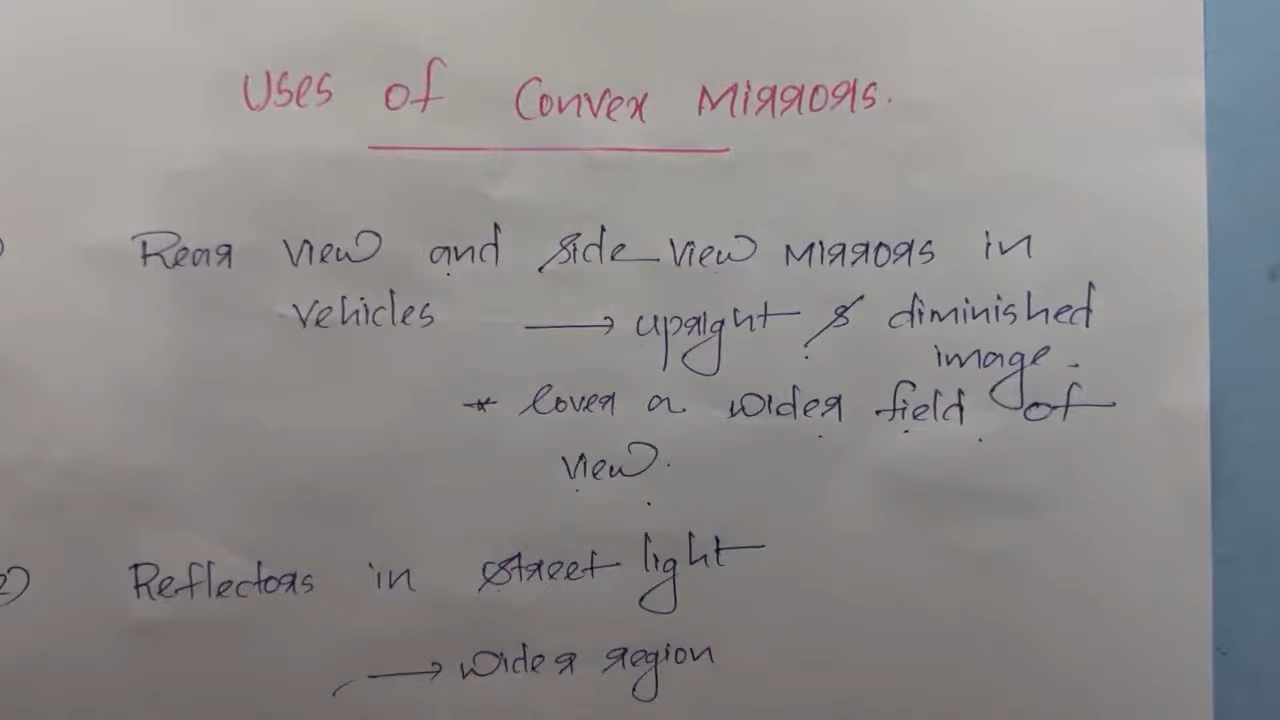 Uses of Convex Mirrors.
) Rear view and side view mirrors in
vehicles → upright & diminished
image.
* Cover a wider field of
view.
2) Reflectors in street light
→ wider region